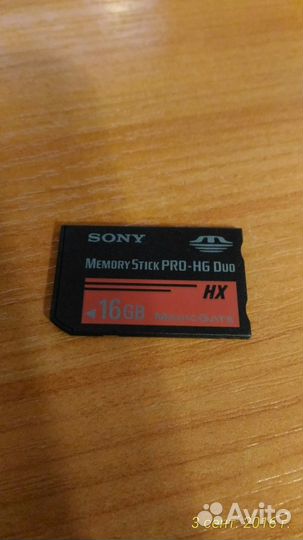 SONY
MEMORY STICK PRO-HG DUO
HX
16GB MAGICGATE
3 сент. 2016 г.
Avito